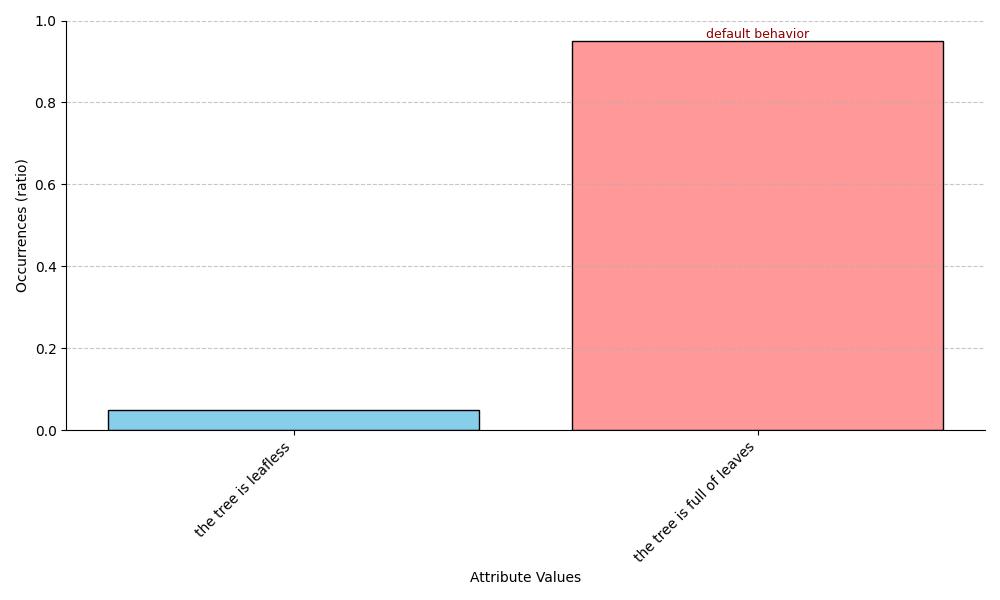 1.0
default behavior
0.8
0.6
0.4
0.2
0.0
Occurrences (ratio)
the tree is leafless
the tree is full of leaves
Attribute Values